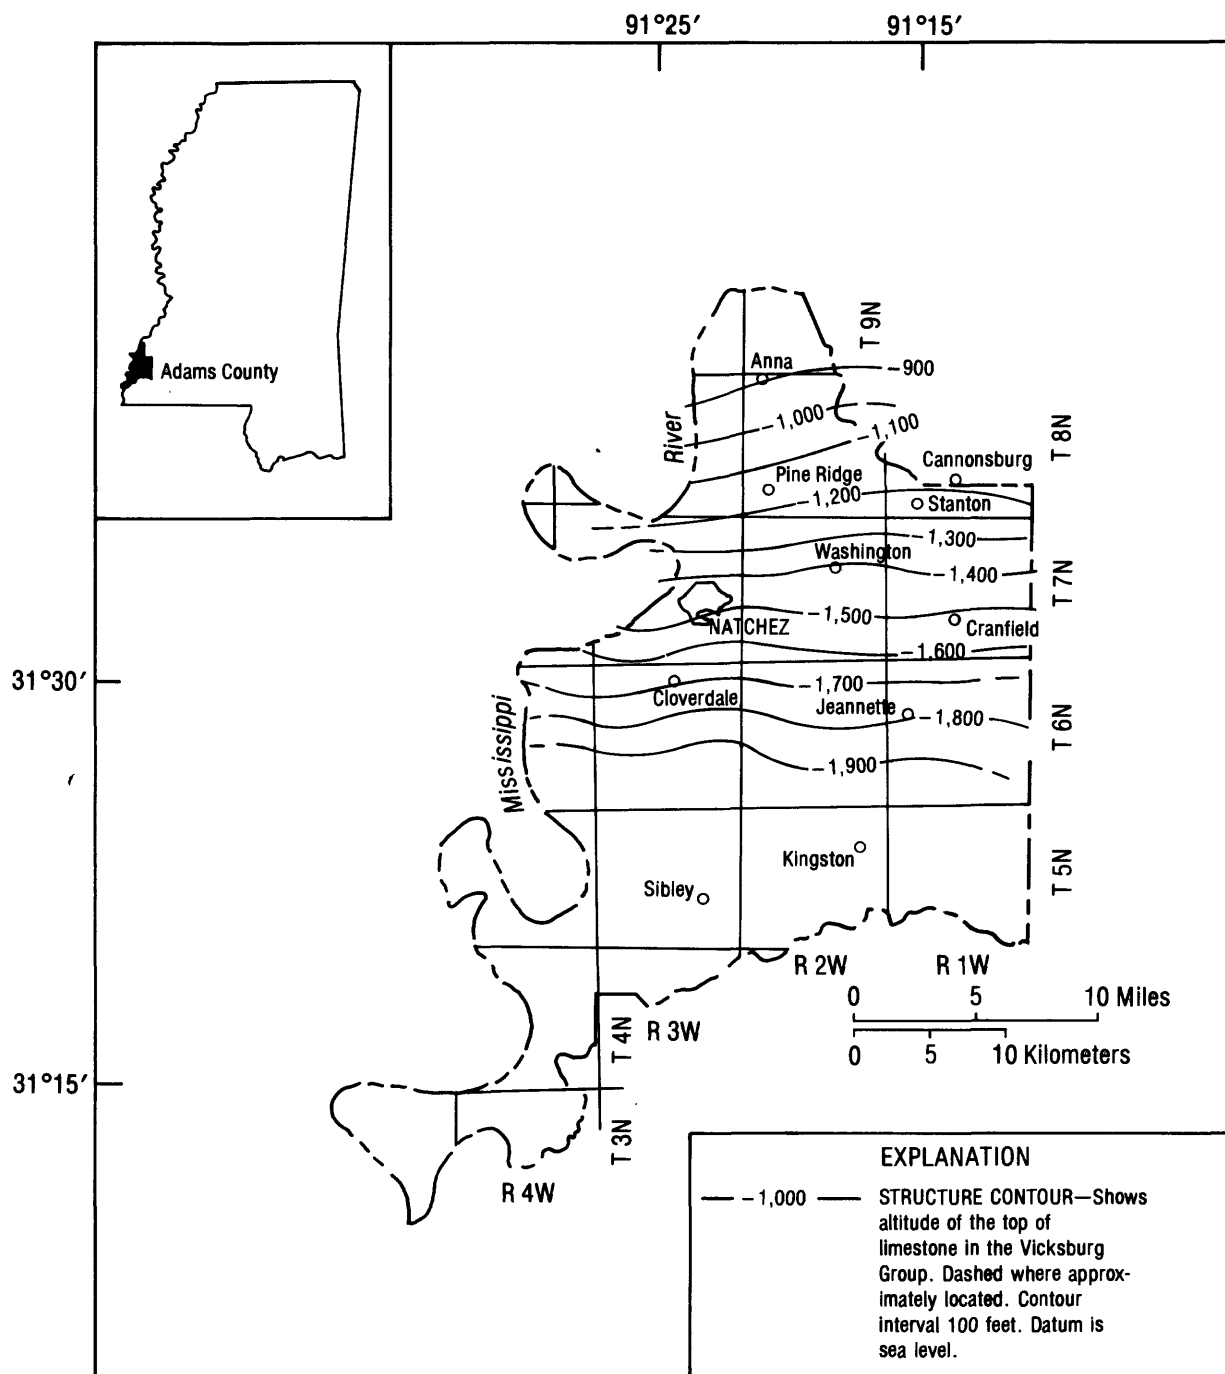 91°25′
91°15′
Adams County
T 9N
Anna
-900
-1,000
River
-1,100
T 8N
Cannonsburg
Pine Ridge
-1,200
Stanton
-1,300
Washington
-1,400
T 7N
-1,500
NATCHEZ
Cranfield
-1,600
31°30′
-1,700
Cloverdale
Jeannette
-1,800
T 6N
Mississippi
-1,900
Kingston
T 5N
Sibley
R 2W
R 1W
0 5 10 Miles
R 3W
T 4N
0 5 10 Kilometers
31°15′
T 3N
R 4W
EXPLANATION
-1,000
STRUCTURE CONTOUR—Shows
altitude of the top of
limestone in the Vicksburg
Group. Dashed where approx-
imately located. Contour
interval 100 feet. Datum is
sea level.